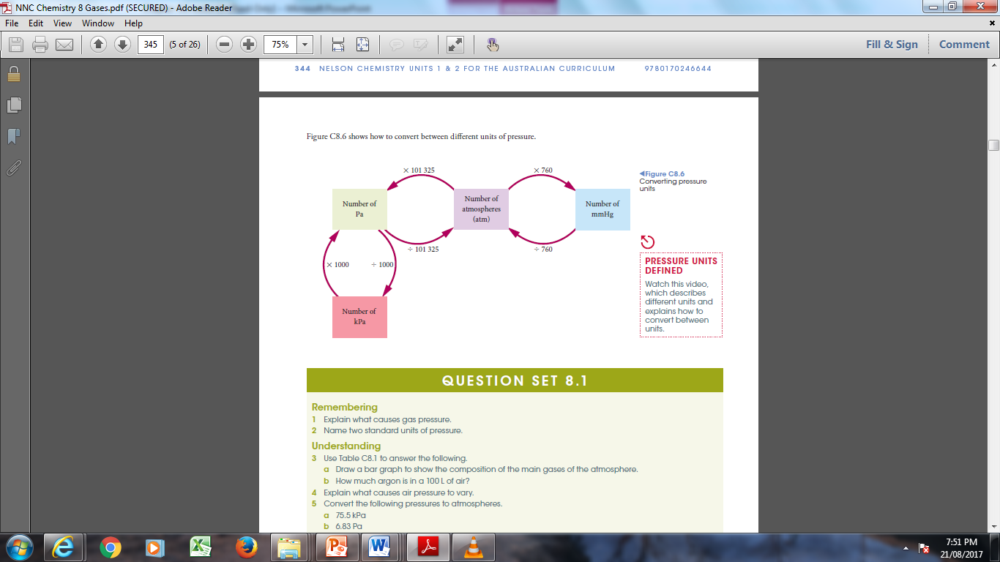 NNC Chemistry 8 Gases.pdf (SECURED) - Adobe Reader
File Edit View Window Help
345 (5 of 26) 75% Fill & Sign Comment
344 NELSON CHEMISTRY UNITS 1 & 2 FOR THE AUSTRALIAN CURRICULUM 9780170246644
Figure C8.6 shows how to convert between different units of pressure.
× 101 325 × 760
Number of
Pa
Number of
atmospheres
(atm)
Number of
mmHg
÷ 101 325 ÷ 760
× 1000 ÷ 1000
Number of
kPa
◄Figure C8.6
Converting pressure
units
PRESSURE UNITS
DEFINED
Watch this video,
which describes
different units and
explains how to
convert between
units.
QUESTION SET 8.1
Remembering
1 Explain what causes gas pressure.
2 Name two standard units of pressure.
Understanding
3 Use Table C8.1 to answer the following.
a Draw a bar graph to show the composition of the main gases of the atmosphere.
b How much argon is in a 100 L of air?
4 Explain what causes air pressure to vary.
5 Convert the following pressures to atmospheres.
a 75.5 kPa
b 6.83 Pa
7:51 PM
21/08/2017